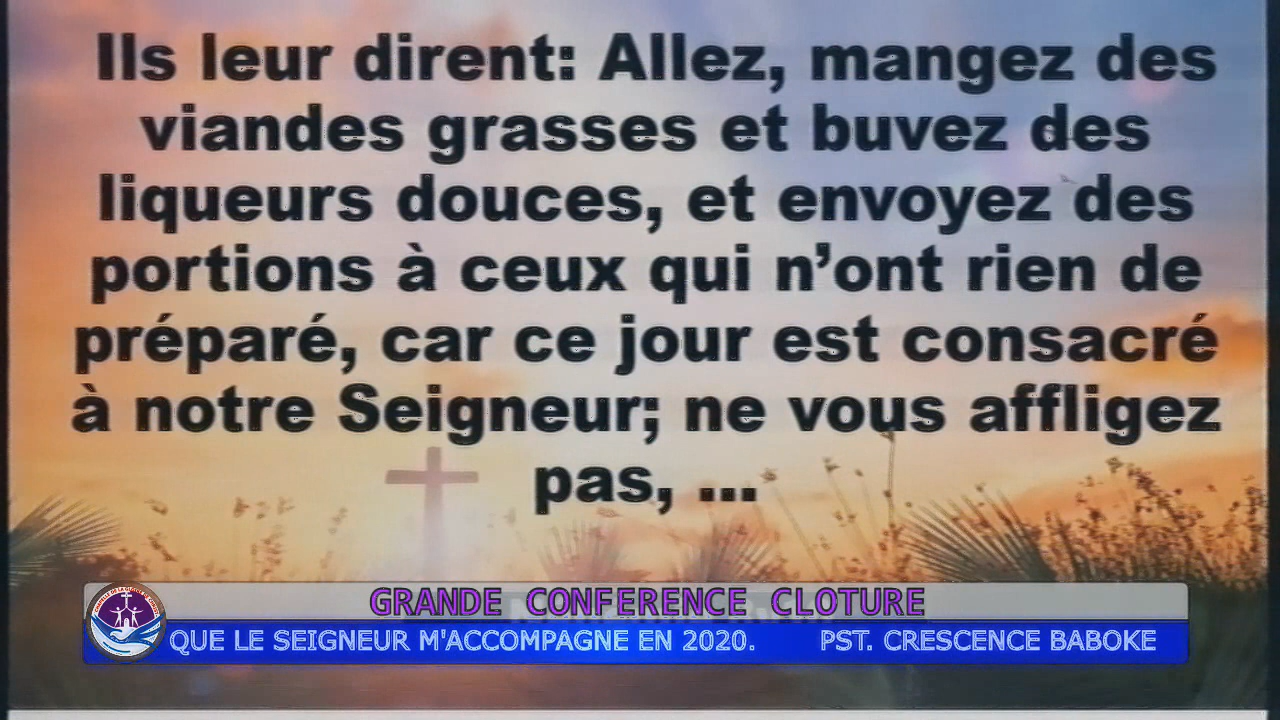 Ils leur dirent: Allez, mangez des
viandes grasses et buvez des
liqueurs douces, et envoyez des
portions à ceux qui n’ont rien de
préparé, car ce jour est consacré
à notre Seigneur; ne vous affligez
pas, ...
GRANDE CONFERENCE CLOTURE
QUE LE SEIGNEUR M'ACCOMPAGNE EN 2020. PST. CRESCENCE BABOKE